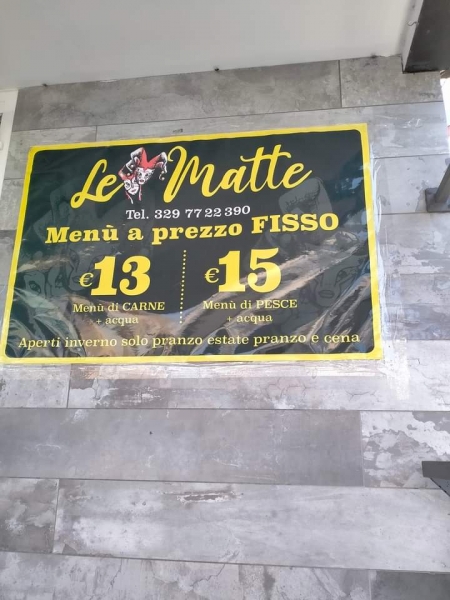 Le Matte
Tel. 329 77 22 390
Menù a prezzo FISSO
€13 €15
Menù di CARNE Menù di PESCE
+ acqua + acqua
Aperti inverno solo pranzo estate pranzo e cena